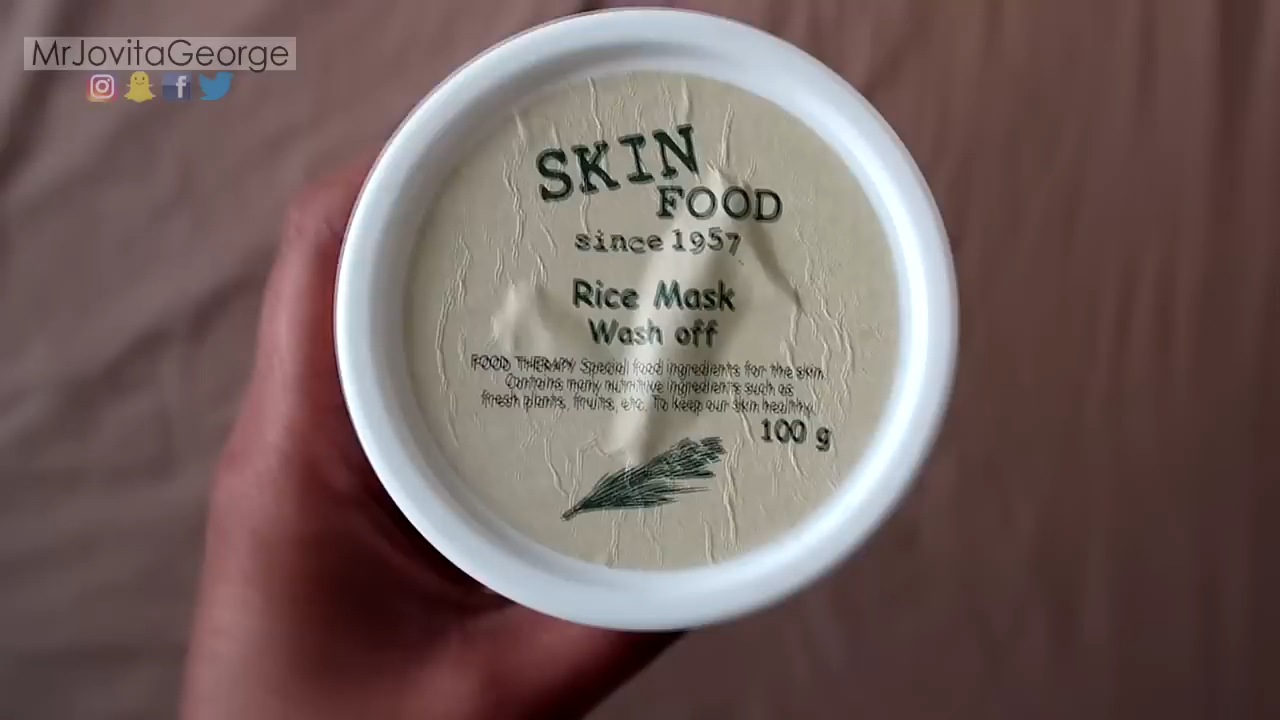 MrJovitaGeorge
SKIN
FOOD
since 1957
Rice Mask
Wash off
FOOD THERAPY Special food ingredients for the skin.
Contains many nutritive ingredients such as
fresh plants, fruits, etc. To keep our skin healthy.
100 g